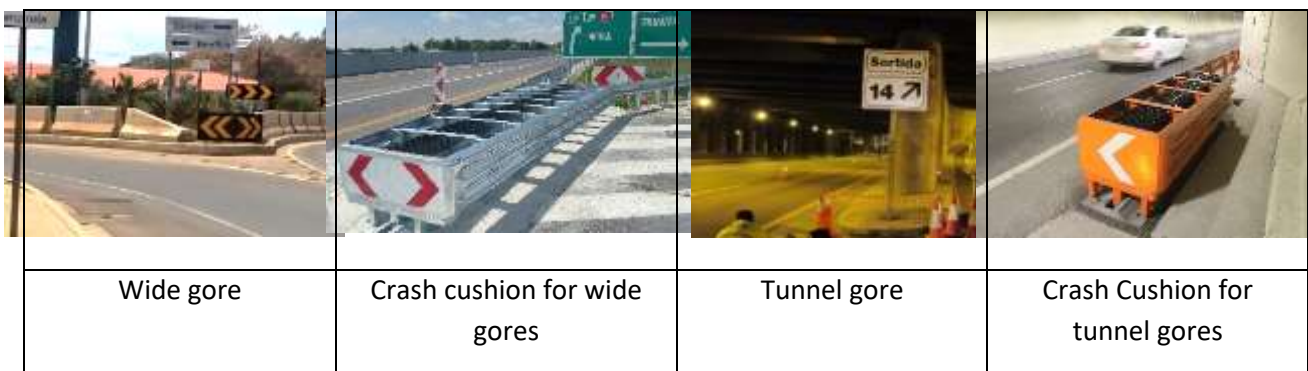 Sortida
14
Wide gore
Crash cushion for wide
gores
Tunnel gore
Crash Cushion for
tunnel gores